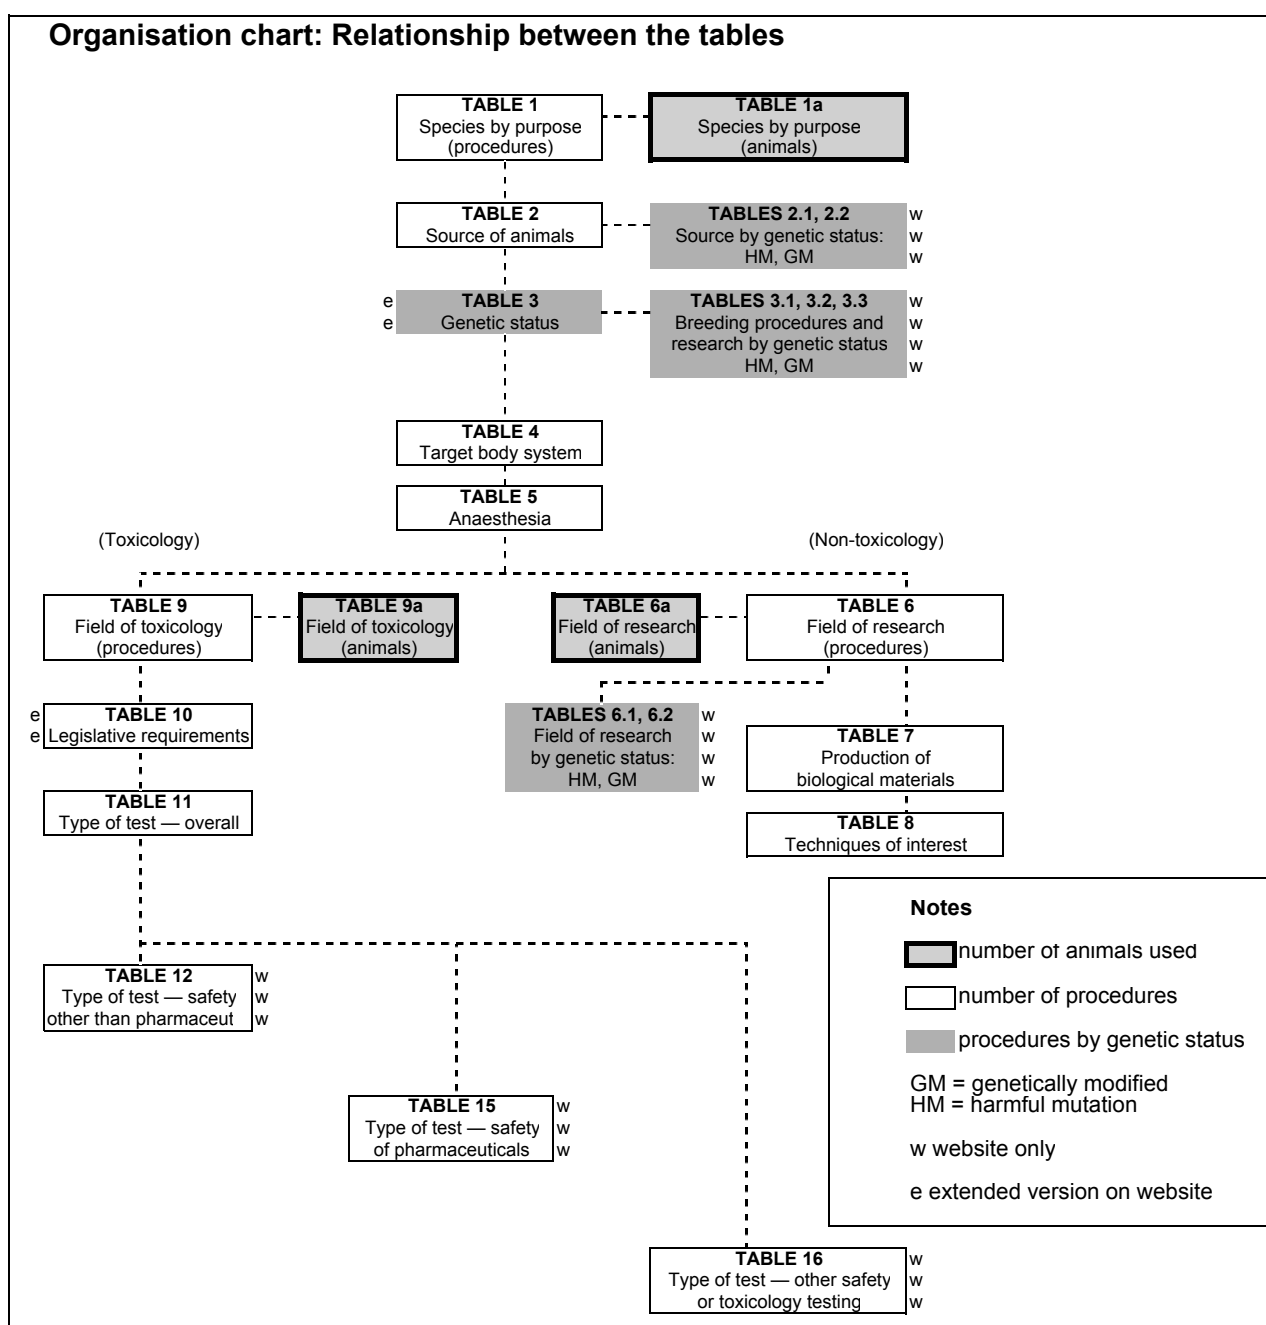 Organisation chart: Relationship between the tables
TABLE 1
Species by purpose
(procedures)
TABLE 1a
Species by purpose
(animals)
TABLE 2
Source of animals
TABLES 2.1, 2.2 w
Source by genetic status: w
HM, GM w
e TABLE 3
e Genetic status
TABLES 3.1, 3.2, 3.3 w
Breeding procedures and w
research by genetic status w
HM, GM w
TABLE 4
Target body system
TABLE 5
Anaesthesia
(Toxicology)
(Non-toxicology)
TABLE 9
Field of toxicology
(procedures)
TABLE 9a
Field of toxicology
(animals)
TABLE 6a
Field of research
(animals)
TABLE 6
Field of research
(procedures)
e TABLE 10
e Legislative requirements
TABLES 6.1, 6.2 w
Field of research w
by genetic status: w
HM, GM w
TABLE 7
Production of
biological materials
TABLE 11
Type of test — overall
TABLE 8
Techniques of interest
TABLE 12 w
Type of test — safety w
other than pharmaceut w
TABLE 15 w
Type of test — safety w
of pharmaceuticals w
TABLE 16 w
Type of test — other safety w
or toxicology testing w
Notes
number of animals used
number of procedures
procedures by genetic status
GM = genetically modified
HM = harmful mutation
w website only
e extended version on website